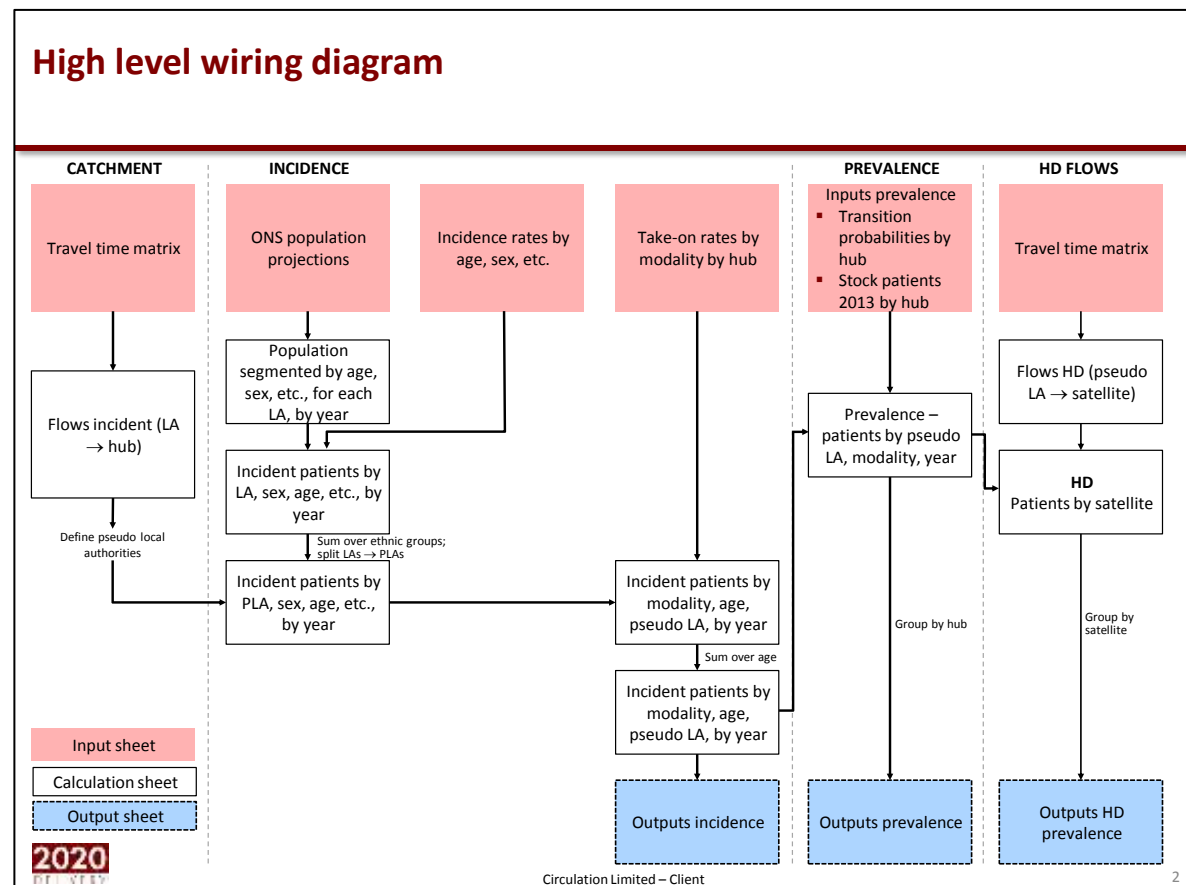 High level wiring diagram
CATCHMENT
INCIDENCE
PREVALENCE
HD FLOWS
Travel time matrix
ONS population
projections
Incidence rates by
age, sex, etc.
Take-on rates by
modality by hub
Inputs prevalence
▪ Transition
probabilities by
hub
▪ Stock patients
2013 by hub
Travel time matrix
Flows incident (LA
→ hub)
Define pseudo local
authorities
Population
segmented by age,
sex, etc., for each
LA, by year
Incident patients by
LA, sex, age, etc., by
year
Sum over ethnic groups;
split LAs → PLAs
Incident patients by
PLA, sex, age, etc.,
by year
Incident patients by
modality, age,
pseudo LA, by year
Sum over age
Incident patients by
modality, age,
pseudo LA, by year
Prevalence –
patients by pseudo
LA, modality, year
Group by hub
Flows HD (pseudo
LA → satellite)
HD
Patients by satellite
Group by
satellite
Input sheet
Calculation sheet
Output sheet
Outputs incidence
Outputs prevalence
Outputs HD
prevalence
2020
DELIVERY
Circulation Limited – Client
2